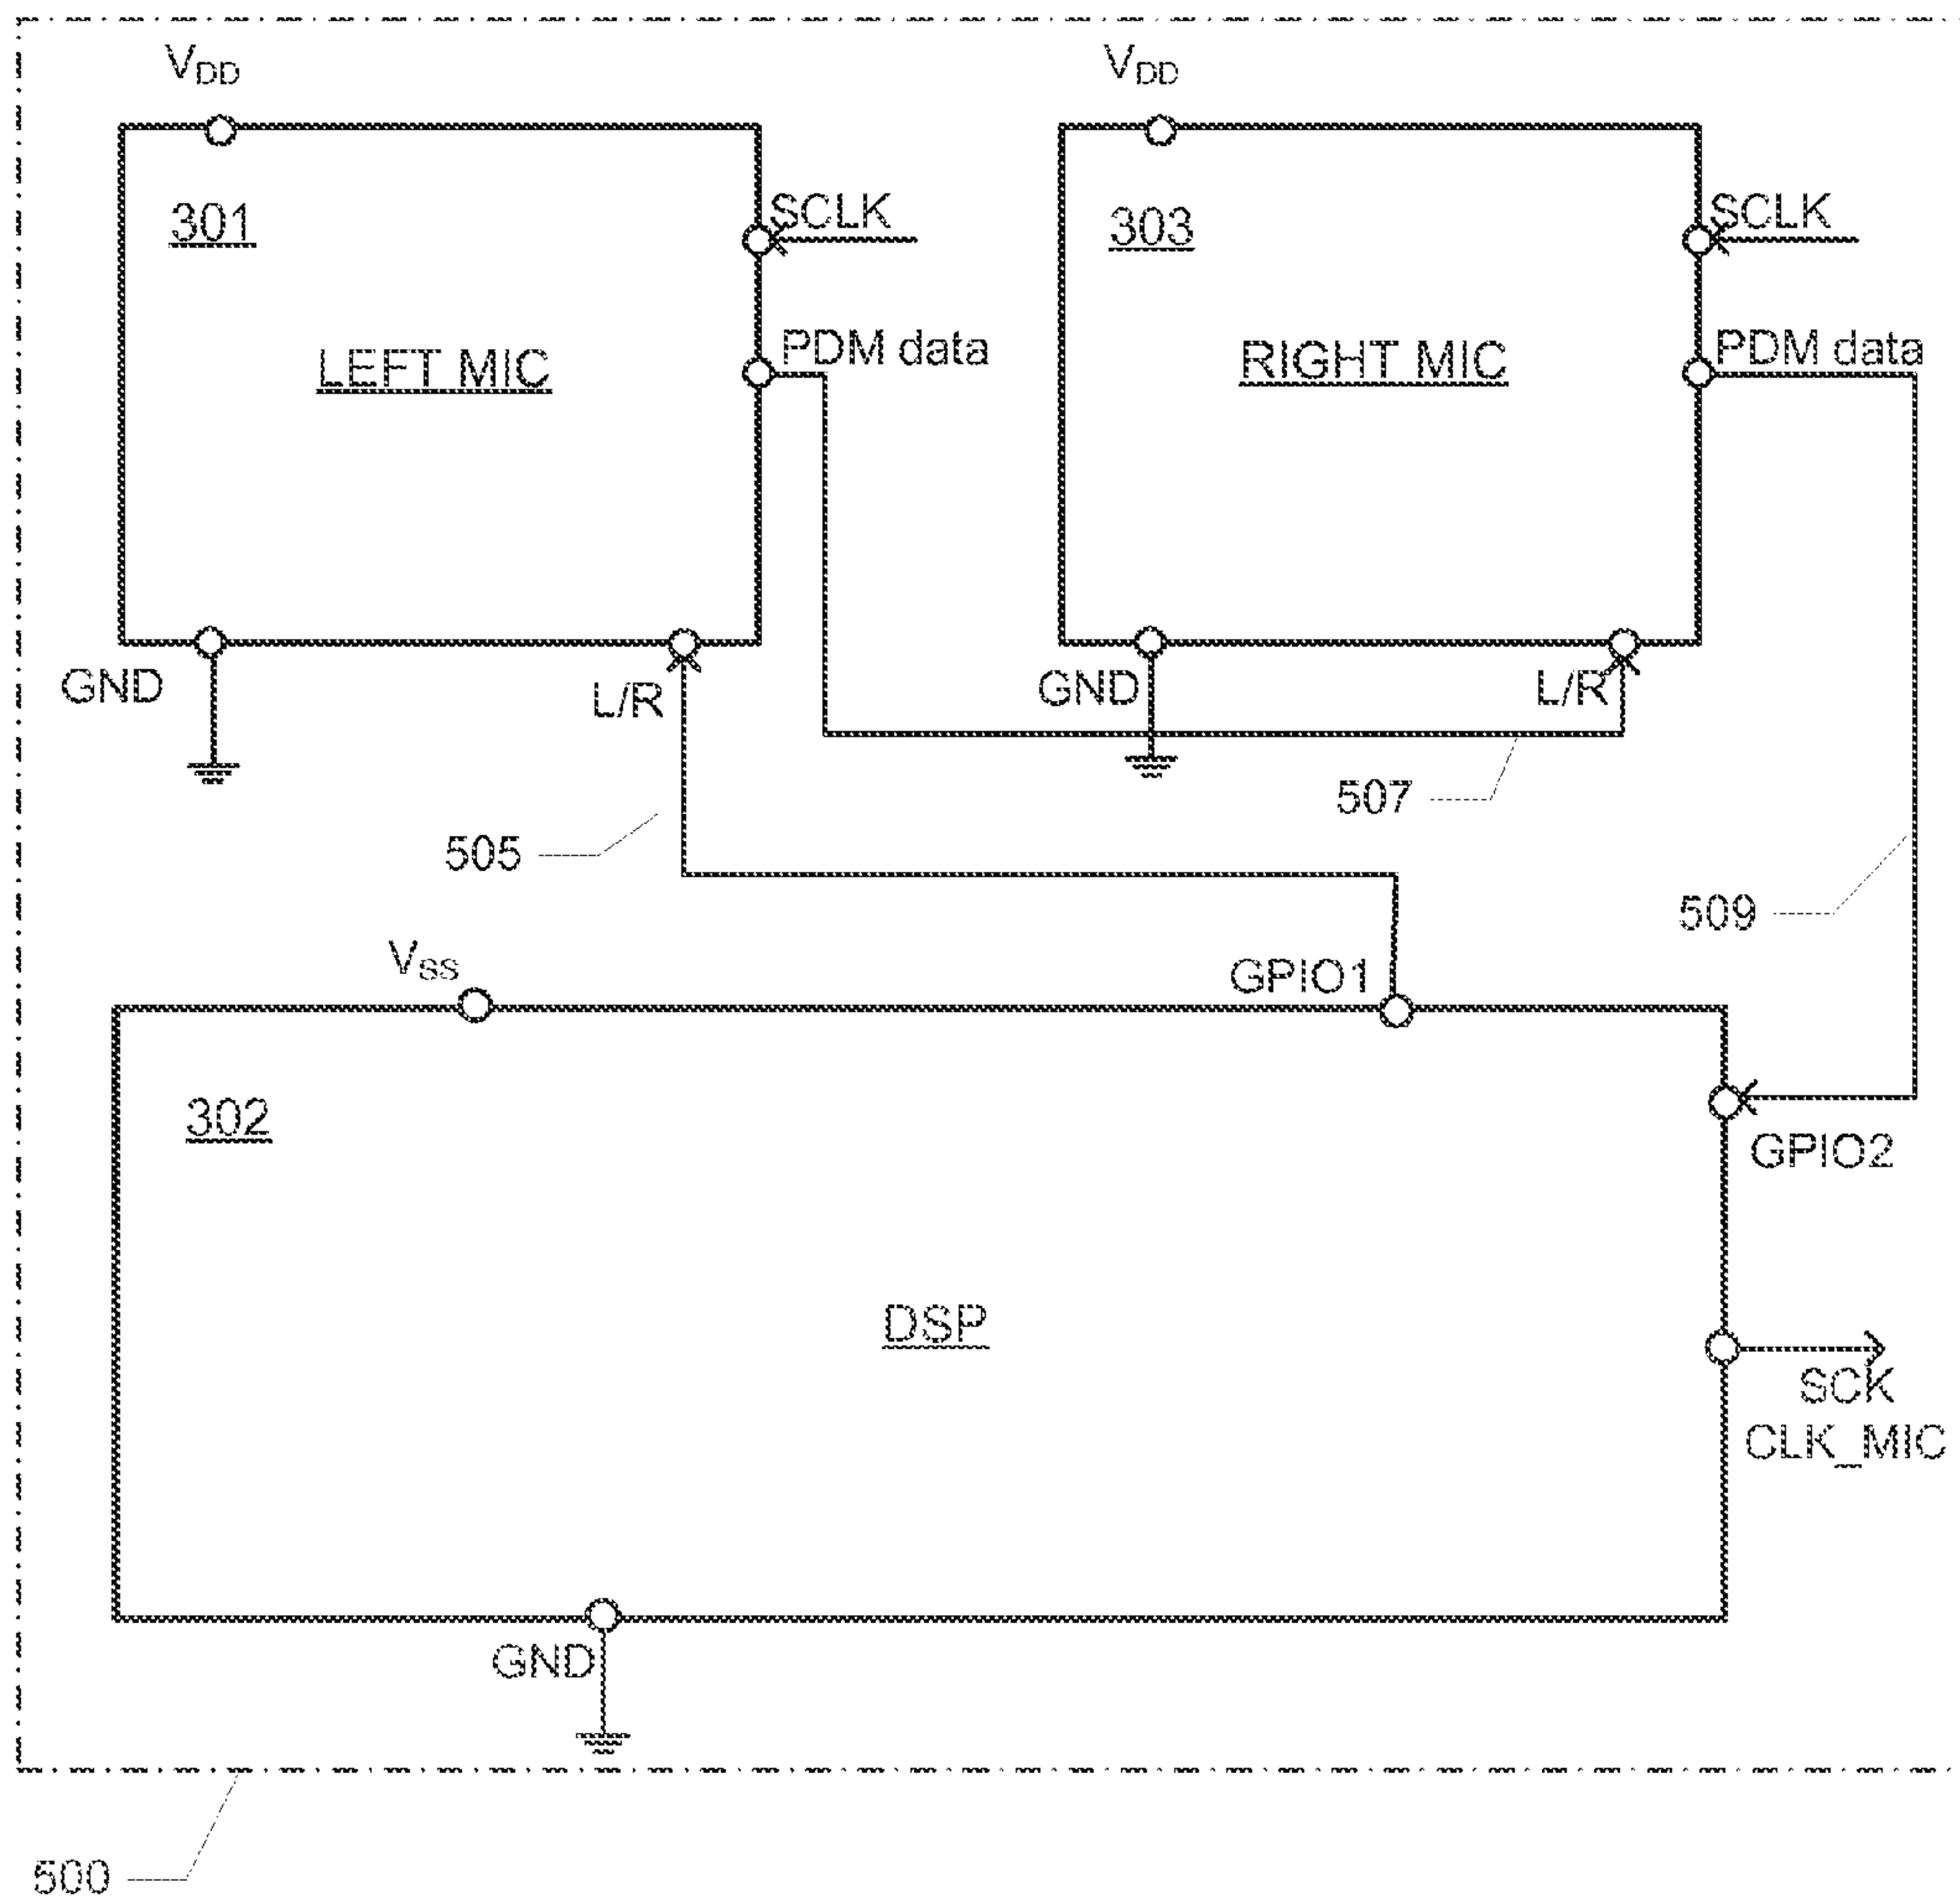 VDD
VDD
301
SCLK
303
SCLK
LEFT MIC
PDM data
RIGHT MIC
PDM data
GND
L/R
GND
L/R
507
505
509
VSS
GPIO1
302
GPIO2
DSP
SCK
CLK_MIC
GND
500